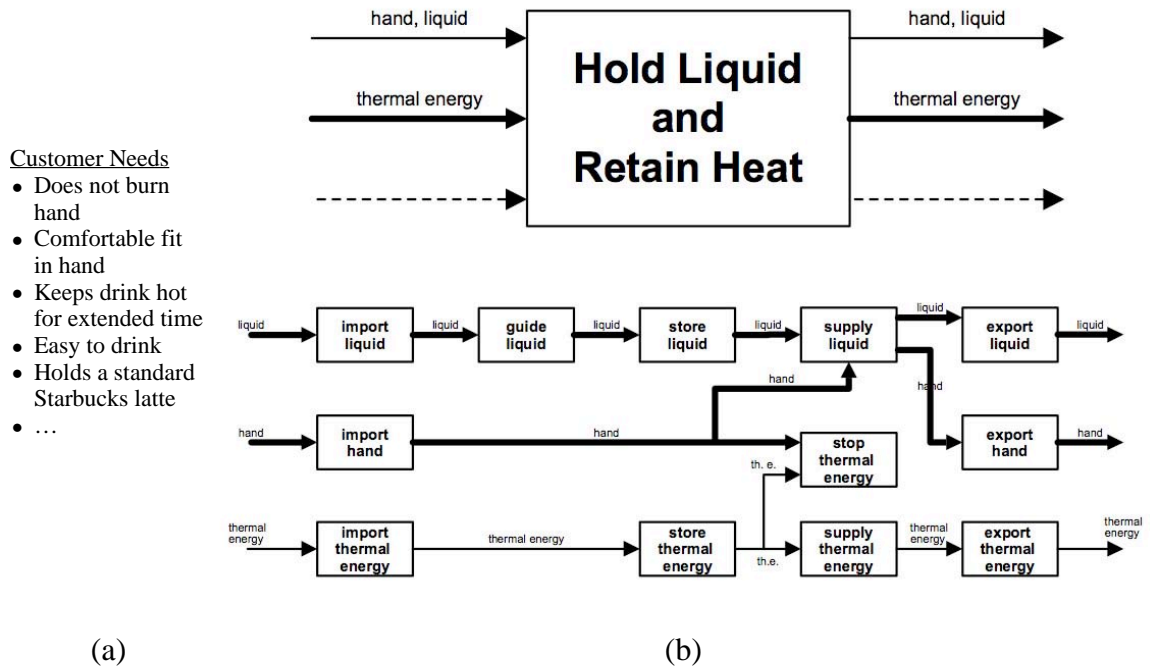 hand, liquid
hand, liquid
thermal energy
thermal energy
Hold Liquid
and
Retain Heat
Customer Needs
• Does not burn
hand
• Comfortable fit
in hand
• Keeps drink hot
for extended time
• Easy to drink
• Holds a standard
Starbucks latte
• …
liquid
import
liquid
liquid
guide
liquid
liquid
store
liquid
liquid
supply
liquid
liquid
export
liquid
liquid
hand
hand
import
hand
hand
hand
stop
thermal
energy
export
hand
hand
hand
th. e.
thermal
energy
import
thermal
energy
thermal energy
store
thermal
energy
th.e.
supply
thermal
energy
thermal
energy
export
thermal
energy
thermal
energy
(a)
(b)